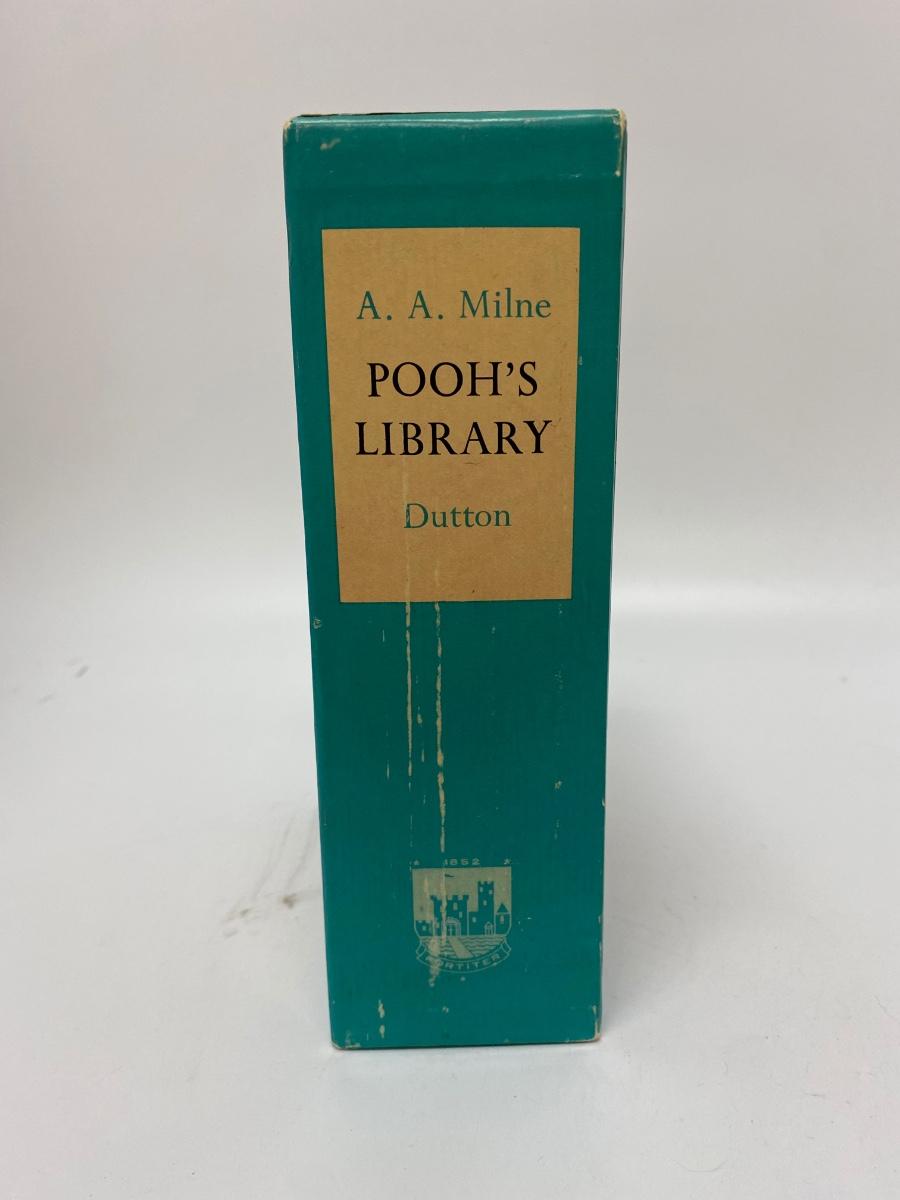 A. A. Milne
POOH'S
LIBRARY
Dutton
1852
FORTITER